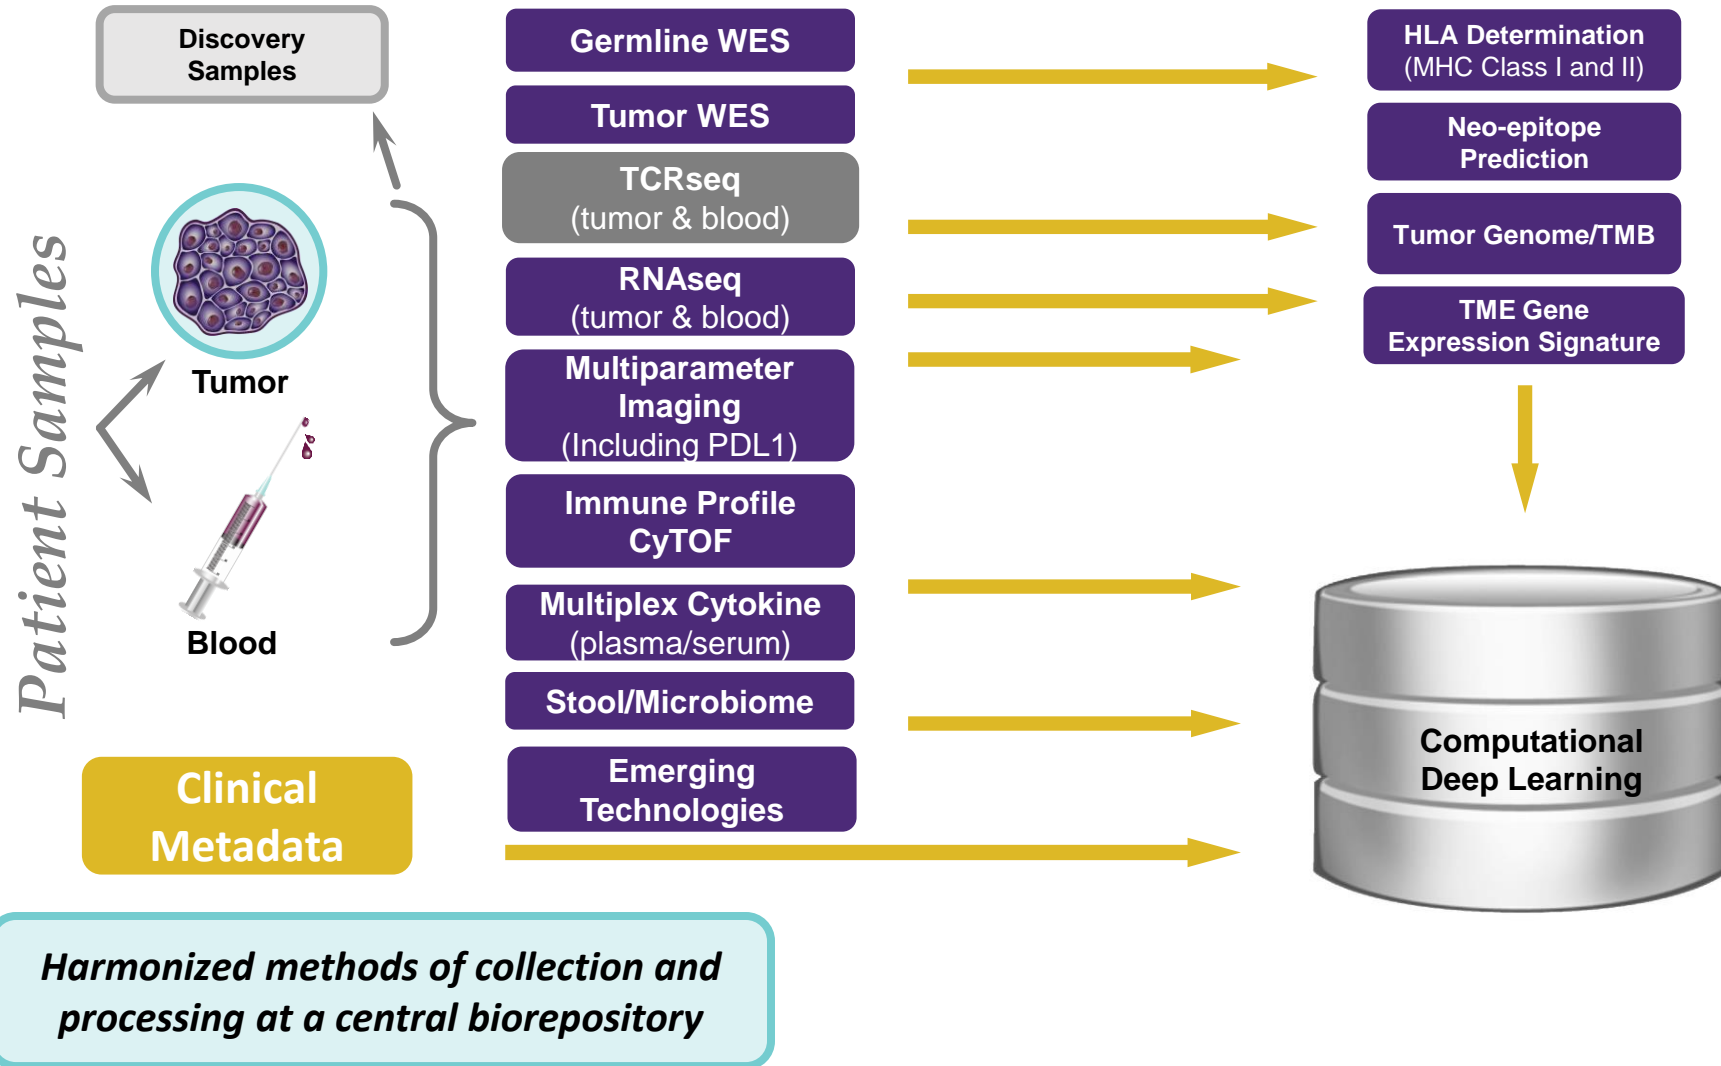 Patient Samples
Discovery
Samples
Tumor
Blood
Clinical
Metadata
Germline WES
Tumor WES
TCRseq
(tumor & blood)
RNAseq
(tumor & blood)
Multiparameter
Imaging
(Including PDL1)
Immune Profile
CyTOF
Multiplex Cytokine
(plasma/serum)
Stool/Microbiome
Emerging
Technologies
HLA Determination
(MHC Class I and II)
Neo-epitope
Prediction
Tumor Genome/TMB
TME Gene
Expression Signature
Computational
Deep Learning
Harmonized methods of collection and
processing at a central biorepository